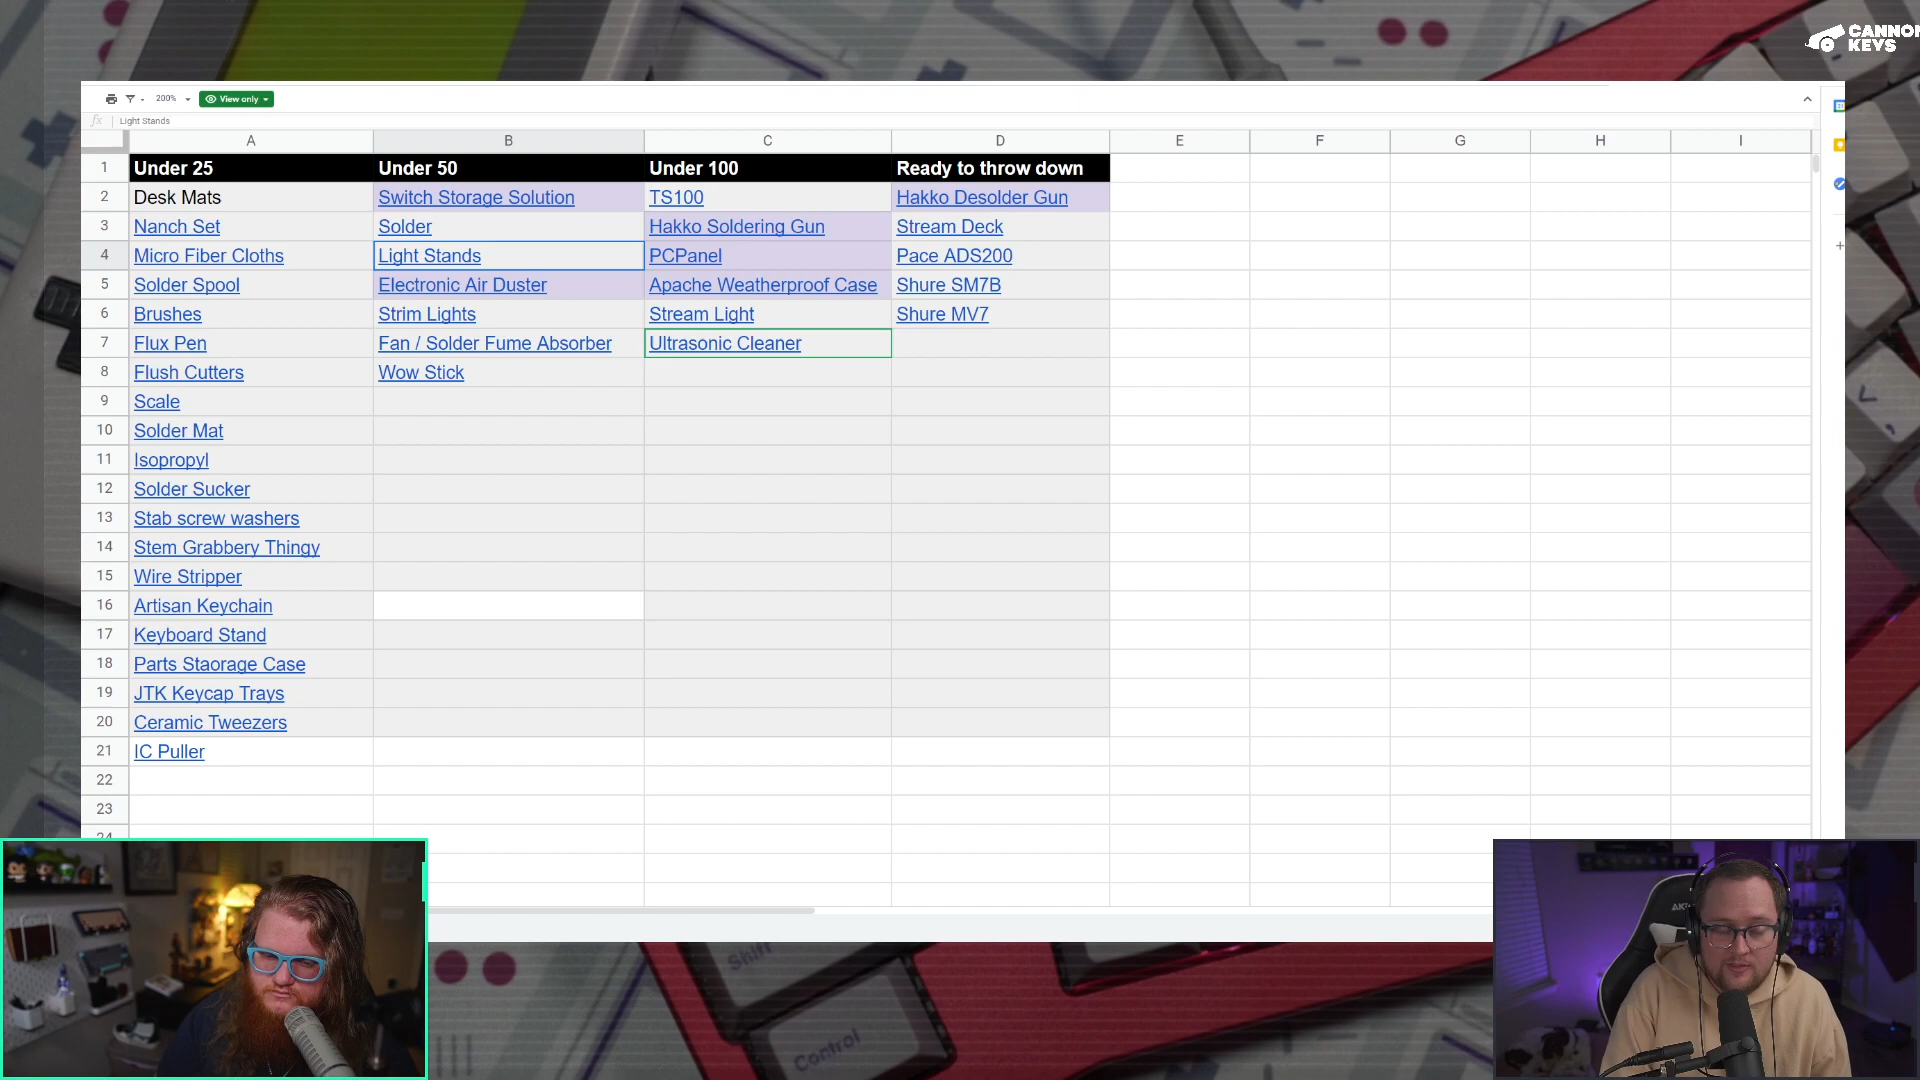 CANNON
KEYS
200%
View only
fx
Light Stands
A B C D E F G H I
1 Under 25 Under 50 Under 100 Ready to throw down
2 Desk Mats Switch Storage Solution TS100 Hakko Desolder Gun
3 Nanch Set Solder Hakko Soldering Gun Stream Deck
4 Micro Fiber Cloths Light Stands PCPanel Pace ADS200
5 Solder Spool Electronic Air Duster Apache Weatherproof Case Shure SM7B
6 Brushes Strim Lights Stream Light Shure MV7
7 Flux Pen Fan / Solder Fume Absorber Ultrasonic Cleaner
8 Flush Cutters Wow Stick
9 Scale
10 Solder Mat
11 Isopropyl
12 Solder Sucker
13 Stab screw washers
14 Stem Grabbery Thingy
15 Wire Stripper
16 Artisan Keychain
17 Keyboard Stand
18 Parts Staorage Case
19 JTK Keycap Trays
20 Ceramic Tweezers
21 IC Puller
22
23
24
Shift
Control